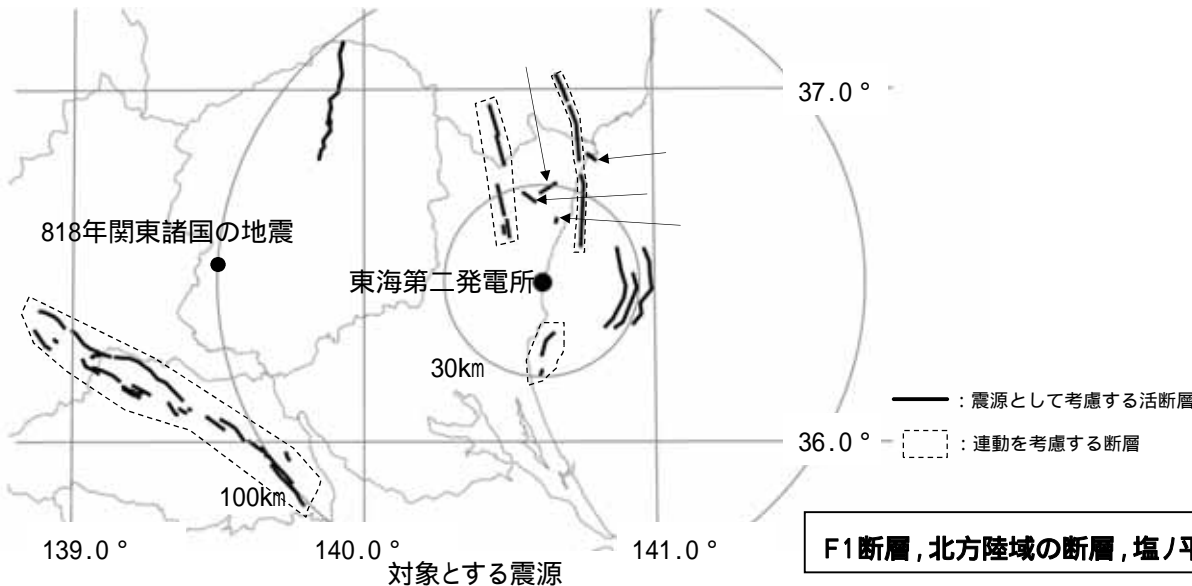 37.0°
818年関東諸国の地震
東海第二発電所
30km
━━━ : 震源として考慮する活断層
36.0°
: 連動を考慮する断層
100km
139.0°
140.0°
141.0°
F1断層,北方陸域の断層,塩ノ平
対象とする震源